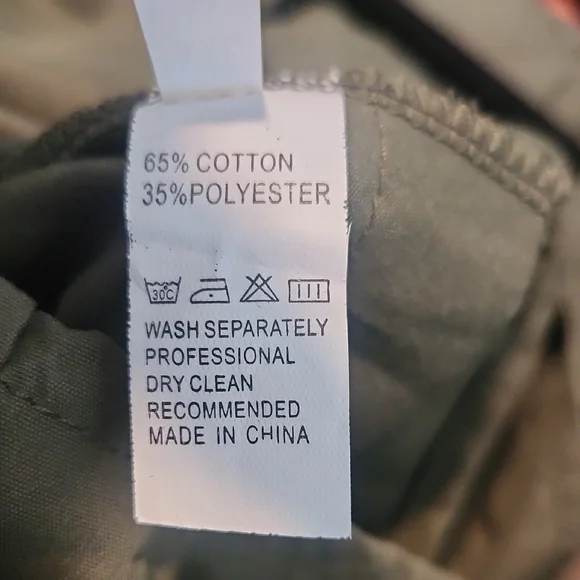 65% COTTON
35%POLYESTER
30C
WASH SEPARATELY
PROFESSIONAL
DRY CLEAN
RECOMMENDED
MADE IN CHINA